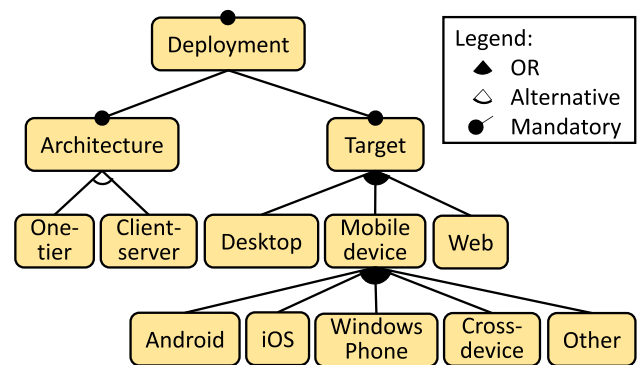 Deployment
Legend:
OR
Alternative
Mandatory
Architecture
Target
One-
tier
Client-
server
Desktop
Mobile
device
Web
Android
iOS
Windows
Phone
Cross-
device
Other